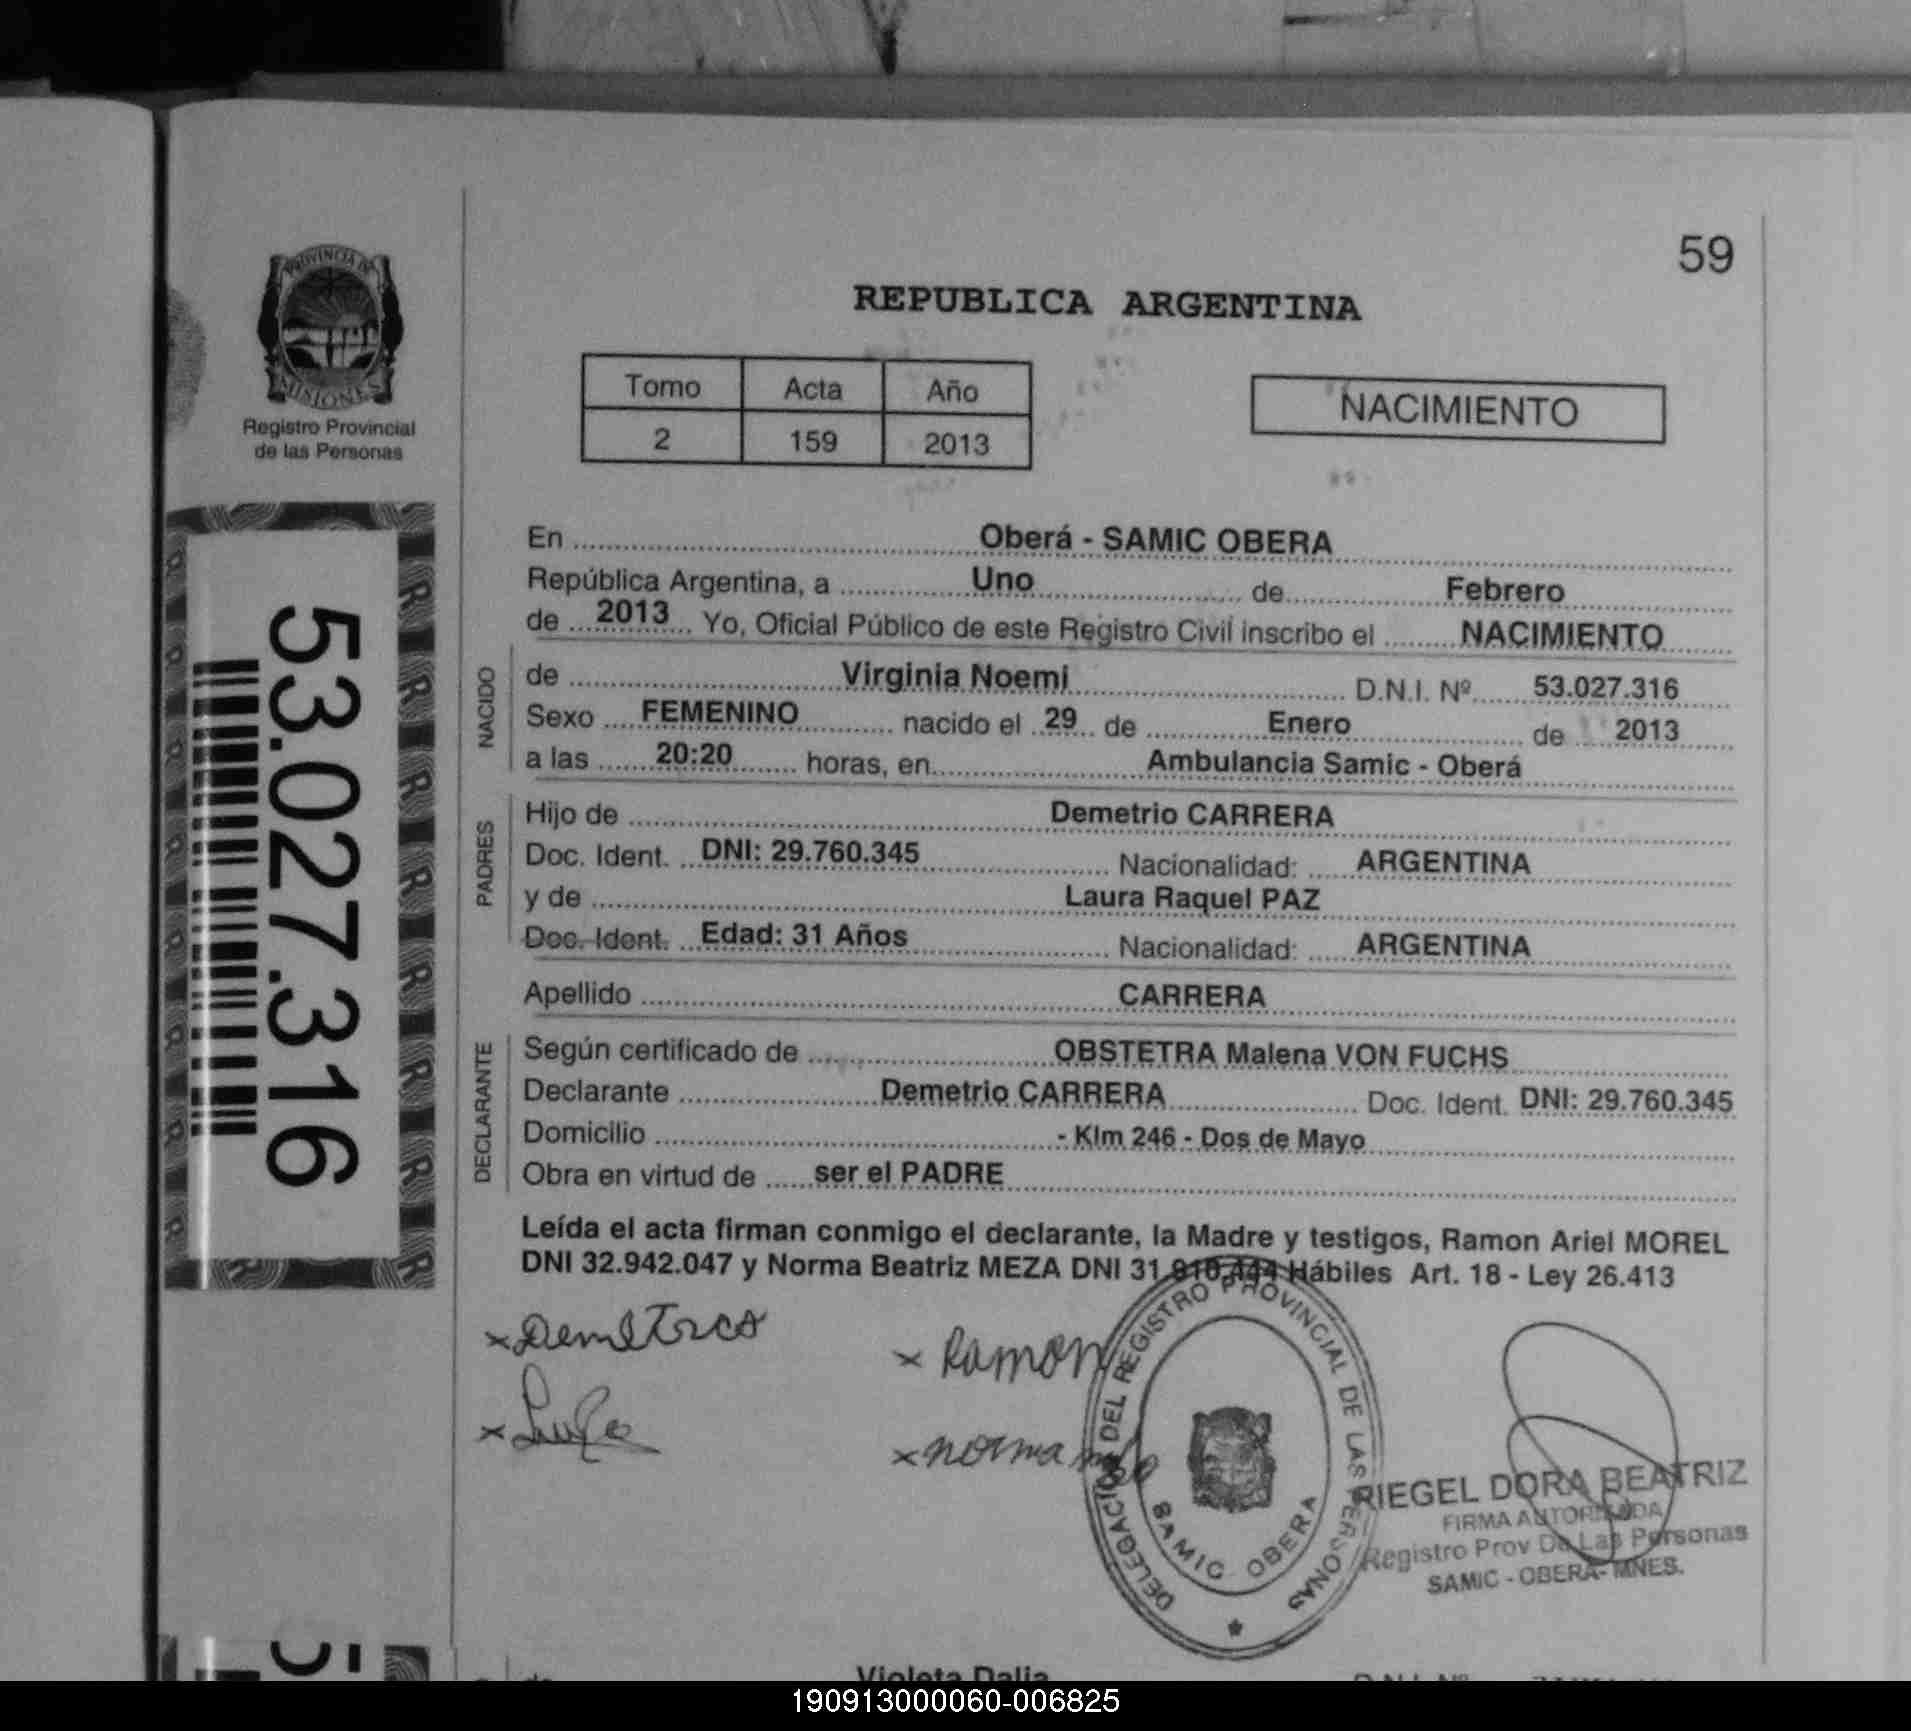 59
REPUBLICA ARGENTINA
PROVINCIA DE
MISIONES
Registro Provincial
de las Personas
Tomo Acta Año
2 159 2013
NACIMIENTO
53.027.316
En Oberá - SAMIC OBERA
República Argentina, a Uno de Febrero
de 2013 Yo, Oficial Público de este Registro Civil inscribo el NACIMIENTO
NACIDO
de Virginia Noemi D.N.I. Nº 53.027.316
Sexo FEMENINO nacido el 29 de Enero de 2013
a las 20:20 horas, en Ambulancia Samic - Oberá
PADRES
Hijo de Demetrio CARRERA
Doc. Ident. DNI: 29.760.345 Nacionalidad: ARGENTINA
y de Laura Raquel PAZ
Doc. Ident. Edad: 31 Años Nacionalidad: ARGENTINA
Apellido CARRERA
DECLARANTE
Según certificado de OBSTETRA Malena VON FUCHS
Declarante Demetrio CARRERA Doc. Ident. DNI: 29.760.345
Domicilio - Klm 246 - Dos de Mayo
Obra en virtud de ser el PADRE
Leída el acta firman conmigo el declarante, la Madre y testigos, Ramon Ariel MOREL
DNI 32.942.047 y Norma Beatriz MEZA DNI Hábiles Art. 18 - Ley 26.413
x Ramon
x norma
DELEGACION DEL REGISTRO PROVINCIAL DE LAS PERSONAS
SAMIC OBERA
RIEGEL DORA BEATRIZ
FIRMA AUTORIZADA
Registro Prov De Las Personas
SAMIC - OBERA - MNES.
Violeta Dalia
190913000060-006825